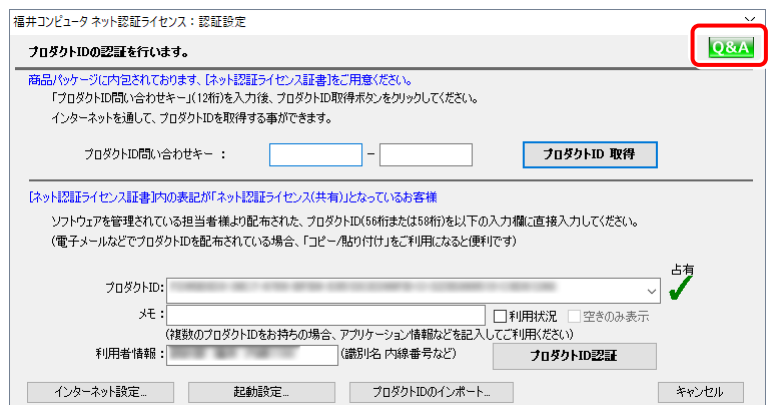 福井コンピュータ ネット認証ライセンス：認証設定
プロダクトIDの認証を行います。
Q&A
商品パッケージに内包されております、[ネット認証ライセンス証書]をご用意ください。
「プロダクトID問い合わせキー」(12桁)を入力後、プロダクトID取得ボタンをクリックしてください。
インターネットを通して、プロダクトIDを取得する事ができます。
プロダクトID問い合わせキー ：
－
プロダクトID 取得
[ネット認証ライセンス証書]内の表記が「ネット認証ライセンス(共有)」となっているお客様
ソフトウェアを管理されている担当者様より配布された、プロダクトID(56桁または58桁)を以下の入力欄に直接入力してください。
(電子メールなどでプロダクトIDを配布されている場合、「コピー/貼り付け」をご利用になると便利です)
占有
プロダクトID:
メモ :
利用状況 空きのみ表示
(複数のプロダクトIDをお持ちの場合、アプリケーション情報などを記入してご利用ください)
利用者情報 : (識別名 内線番号など) プロダクトID認証
インターネット設定... 起動設定... プロダクトIDのインポート... キャンセル